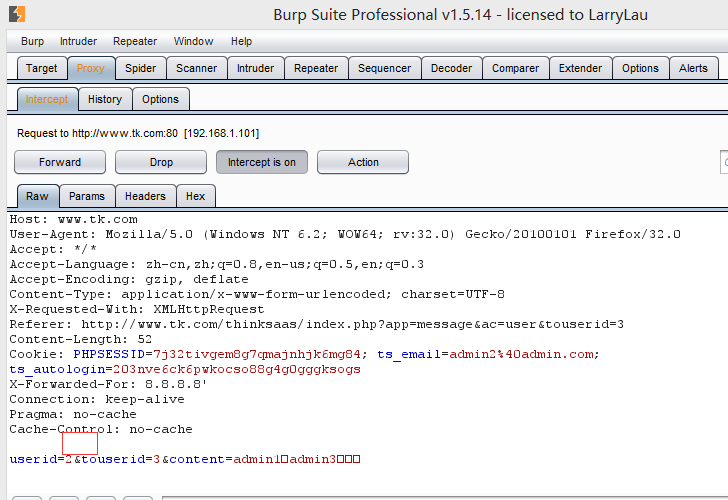 Burp Suite Professional v1.5.14 - licensed to LarryLau
Burp Intruder Repeater Window Help
Target Proxy Spider Scanner Intruder Repeater Sequencer Decoder Comparer Extender Options Alerts
Intercept History Options
Request to http://www.tk.com:80 [192.168.1.101]
Forward Drop Intercept is on Action
Raw Params Headers Hex
Host: www.tk.com
User-Agent: Mozilla/5.0 (Windows NT 6.2; WOW64; rv:32.0) Gecko/20100101 Firefox/32.0
Accept: */*
Accept-Language: zh-cn,zh;q=0.8,en-us;q=0.5,en;q=0.3
Accept-Encoding: gzip, deflate
Content-Type: application/x-www-form-urlencoded; charset=UTF-8
X-Requested-With: XMLHttpRequest
Referer: http://www.tk.com/thinksaas/index.php?app=message&ac=user&touserid=3
Content-Length: 52
Cookie: PHPSESSID=7j32tivgem8g7qmajnhjk6mg84; ts_email=admin2%40admin.com;
ts_autologin=203nve6ck6pwkocso88g4g0gggksogs
X-Forwarded-For: 8.8.8.8'
Connection: keep-alive
Pragma: no-cache
Cache-Control: no-cache
userid=2&touserid=3&content=admin1□admin3□□□